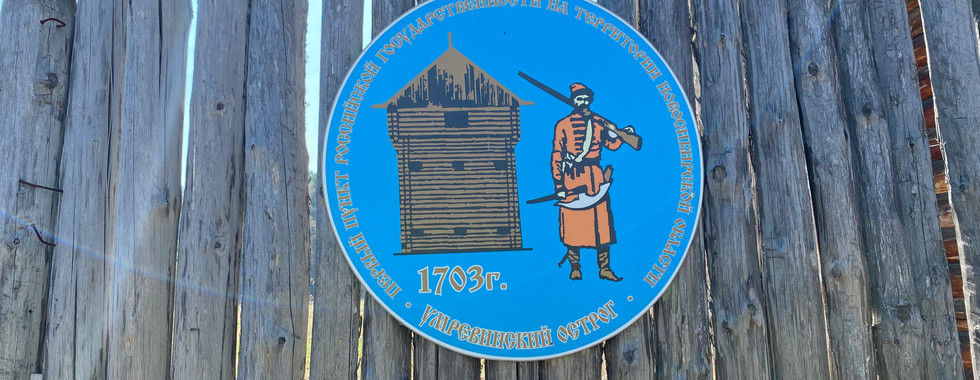 ПЕРВЫЙ ПУНКТ РОССИЙСКОЙ ГОСУДАРСТВЕННОСТИ НА ТЕРРИТОРИИ НОВОСИБИРСКОЙ ОБЛАСТИ
1703г.
• УМРЕВИНСКИЙ ОСТРОГ •